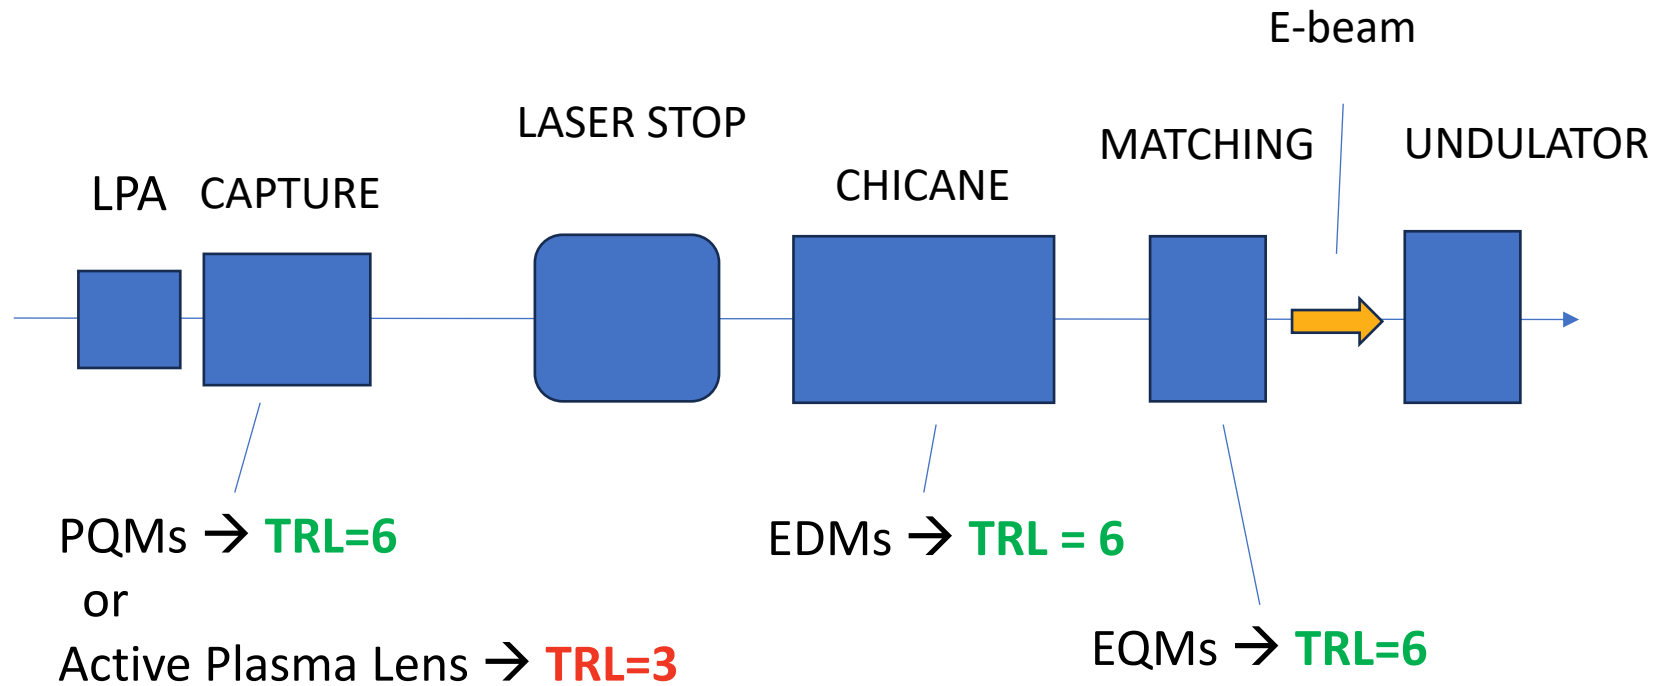 E-beam
LASER STOP
MATCHING
UNDULATOR
LPA
CAPTURE
CHICANE
PQMs → TRL=6
or
Active Plasma Lens → TRL=3
EDMs → TRL = 6
EQMs → TRL=6